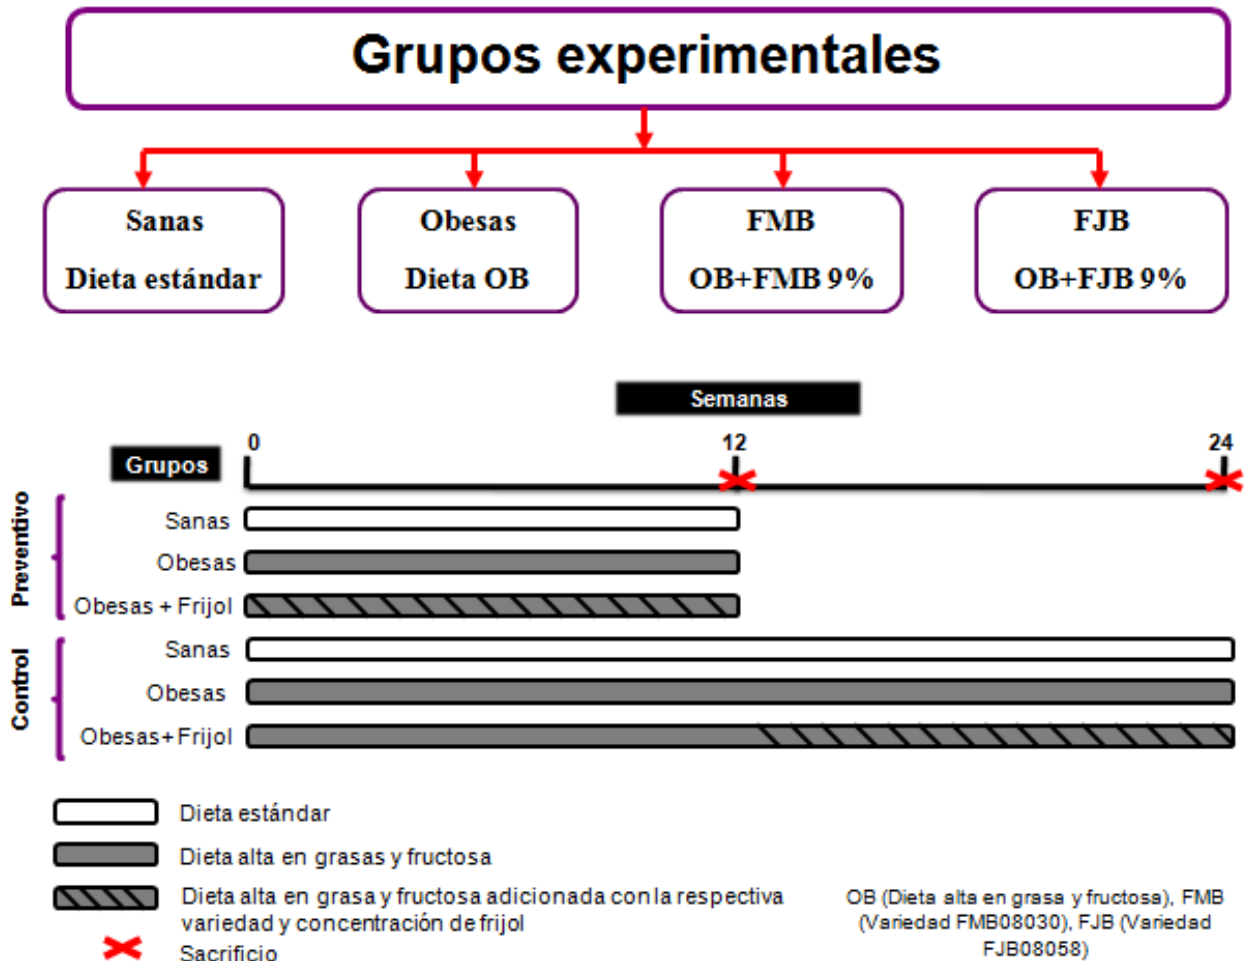 Grupos experimentales
Sanas
Dieta estándar
Obesas
Dieta OB
FMB
OB+FMB 9%
FJB
OB+FJB 9%
Semanas
0
12
24
Grupos
Preventivo
Sanas
Obesas
Obesas + Frijol
Control
Sanas
Obesas
Obesas+Frijol
Dieta estándar
Dieta alta en grasas y fructosa
Dieta alta en grasa y fructosa adicionada con la respectiva
variedad y concentración de frijol
Sacrificio
OB (Dieta alta en grasa y fructosa), FMB
(Variedad FMB08030), FJB (Variedad
FJB08058)